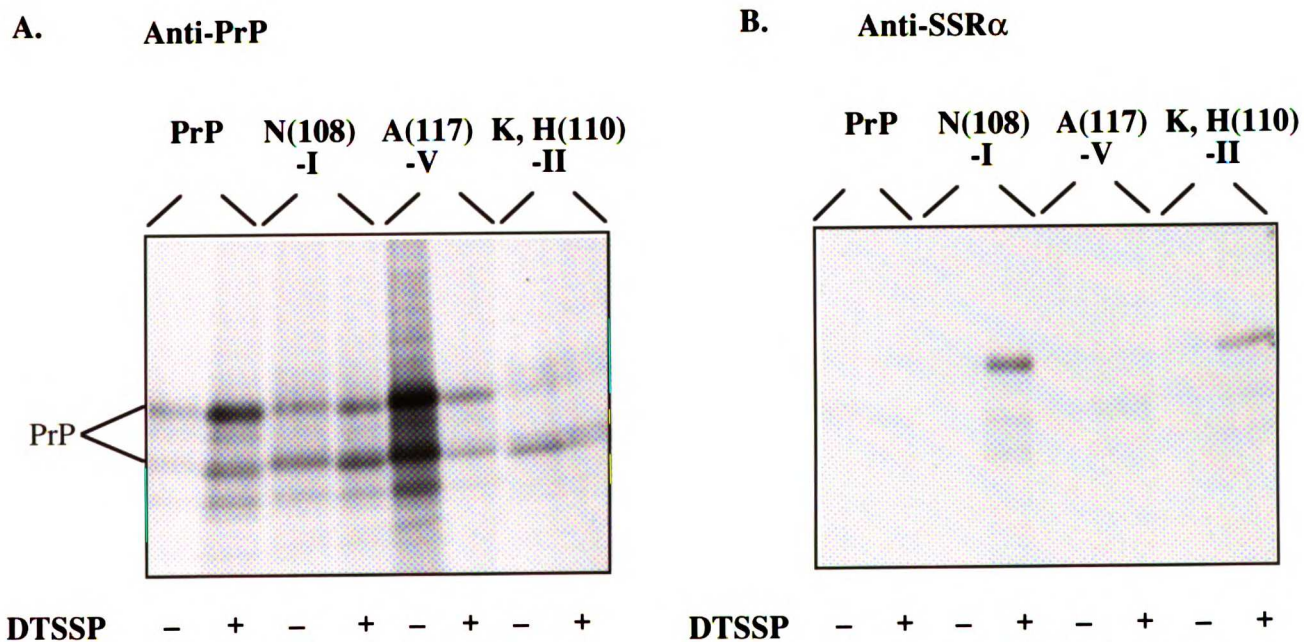 A. Anti-PrP
PrP N(108) A(117) K, H(110)
-I -V -II
PrP
DTSSP – + – + – + – +
B. Anti-SSRα
PrP N(108) A(117) K, H(110)
-I -V -II
DTSSP – + – + – + – +